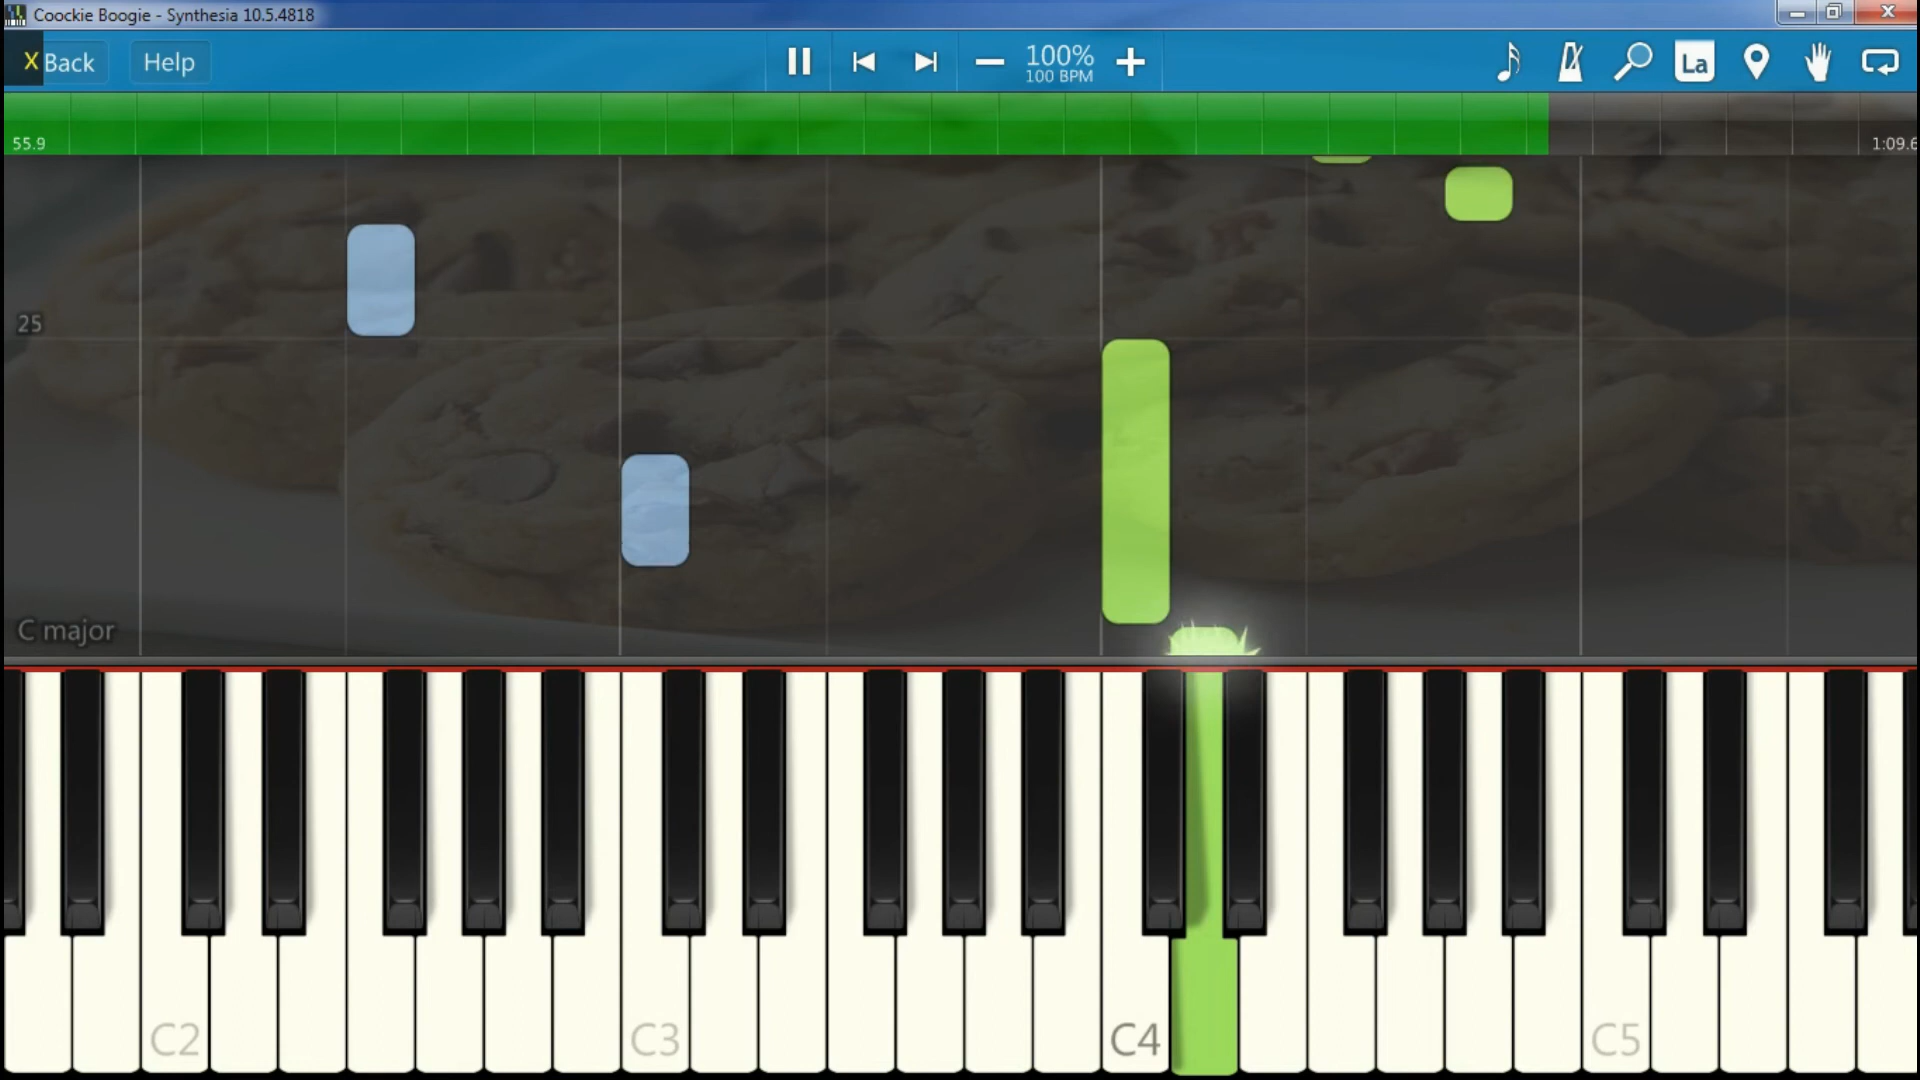 Coockie Boogie - Synthesia 10.5.4818
X Back
Help
100%
100 BPM
La
55.9
1:09.6
25
C major
C2
C3
C4
C5